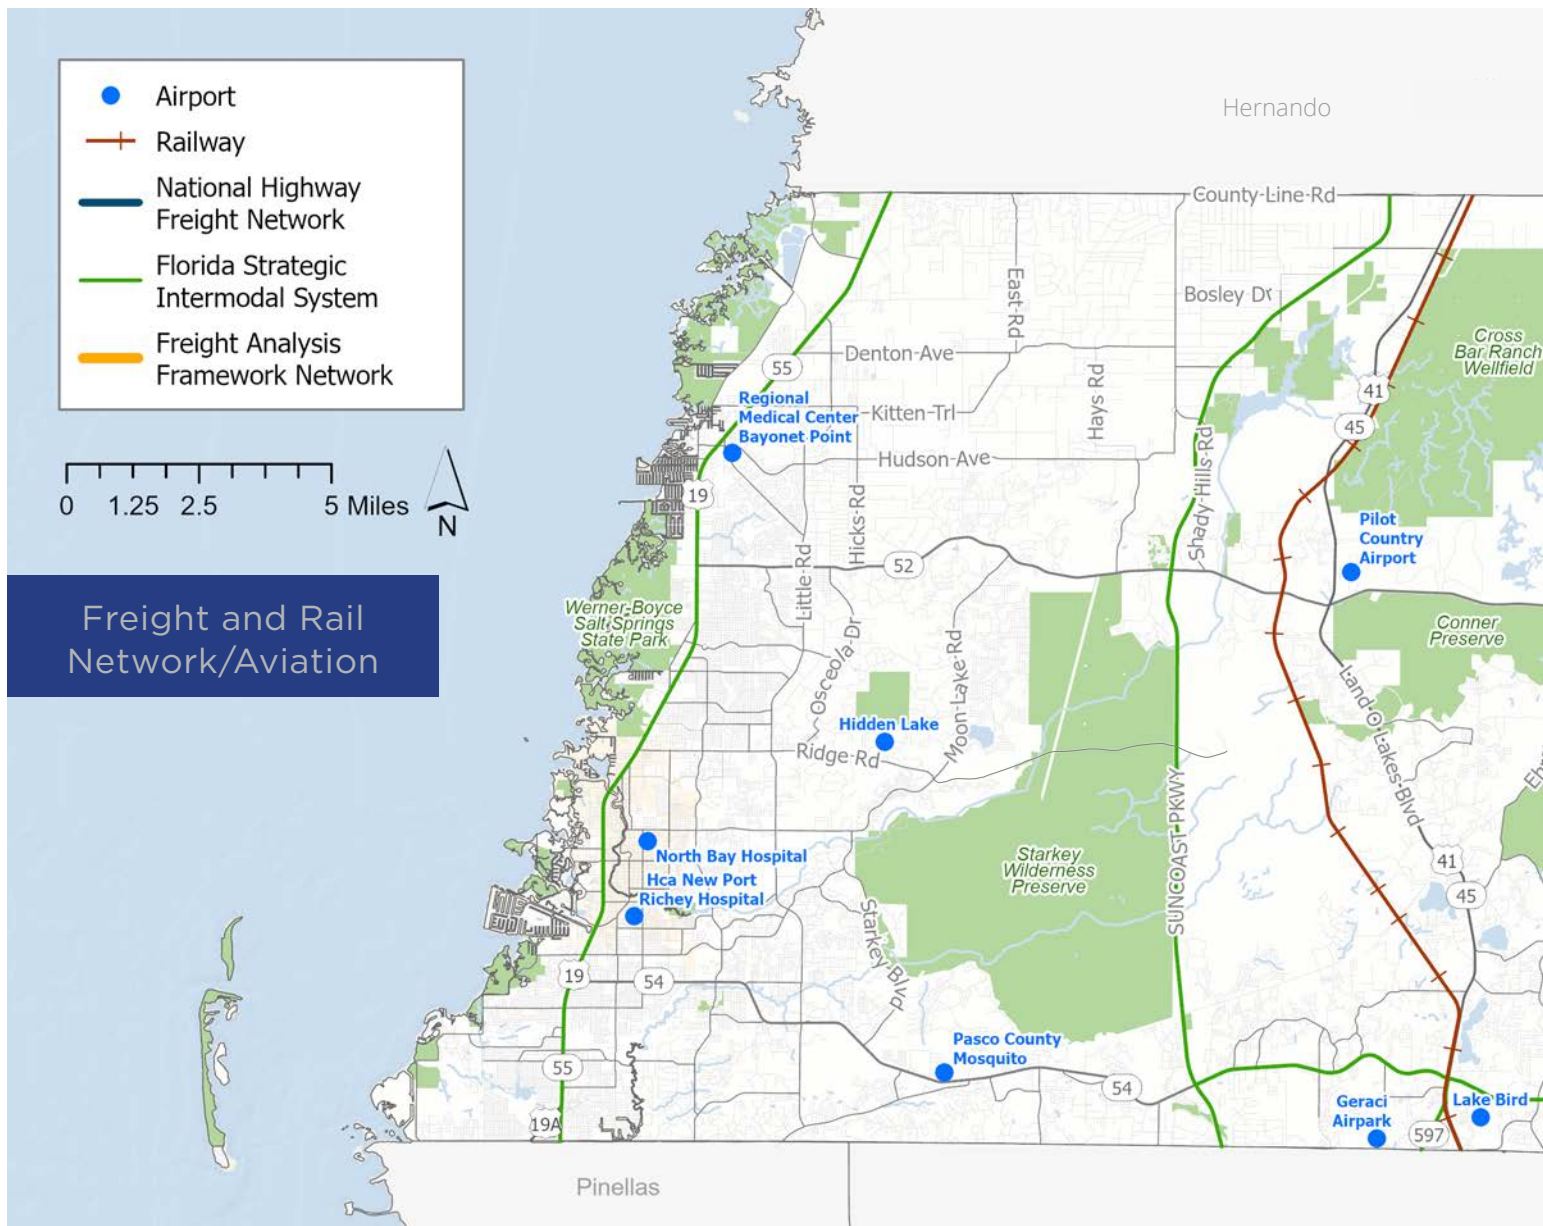 Airport
Railway
National Highway
Freight Network
Florida Strategic
Intermodal System
Freight Analysis
Framework Network
0 1.25 2.5 5 Miles
N
Freight and Rail
Network/Aviation
Hernando
County Line Rd
East Rd
Bosley Dr
Cross
Bar Ranch
Wellfield
Denton Ave
55
41
Regional
Medical Center
Bayonet Point
Kitten Trl
Hays Rd
45
Hudson Ave
Shady Hills Rd
19
Hicks Rd
Pilot
Country
Airport
Little Rd
52
Werner-Boyce
Salt Springs
State Park
Conner
Preserve
Osceola Dr
Moon Lake Rd
Land O Lakes Blvd
Hidden Lake
Ridge Rd
SUNCOAST PKWY
North Bay Hospital
Starkey
Wilderness
Preserve
41
Hca New Port
Richey Hospital
45
Starkey Blvd
19
54
Pasco County
Mosquito
55
54
Geraci
Airpark
Lake Bird
19A
597
Pinellas